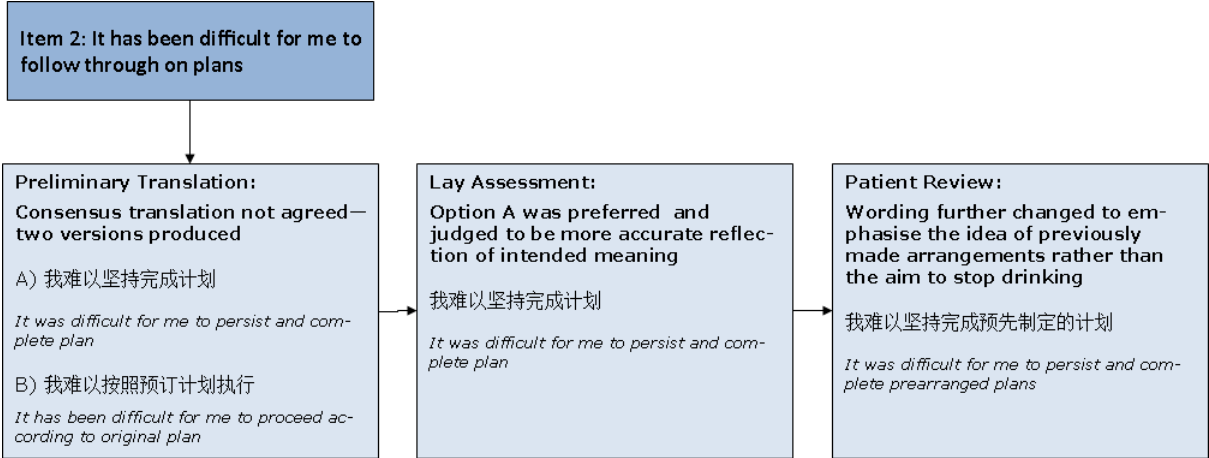 Item 2: It has been difficult for me to
follow through on plans
Preliminary Translation:
Consensus translation not agreed—
two versions produced
A) 我难以坚持完成计划
It was difficult for me to persist and com-
plete plan
B) 我难以按照预订计划执行
It has been difficult for me to proceed ac-
cording to original plan
Lay Assessment:
Option A was preferred and
judged to be more accurate reflec-
tion of intended meaning
我难以坚持完成计划
It was difficult for me to persist and com-
plete plan
Patient Review:
Wording further changed to em-
phasise the idea of previously
made arrangements rather than
the aim to stop drinking
我难以坚持完成预先制定的计划
It was difficult for me to persist and com-
plete prearranged plans